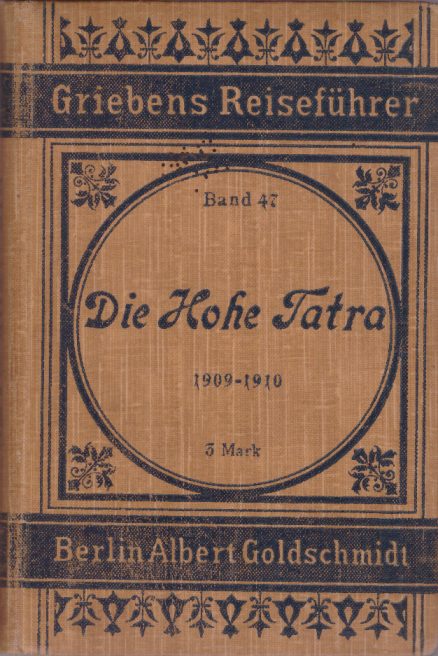 Griebens Reiseführer
Band 47
Die Hohe Tatra
1909-1910
3 Mark
Berlin Albert Goldschmidt